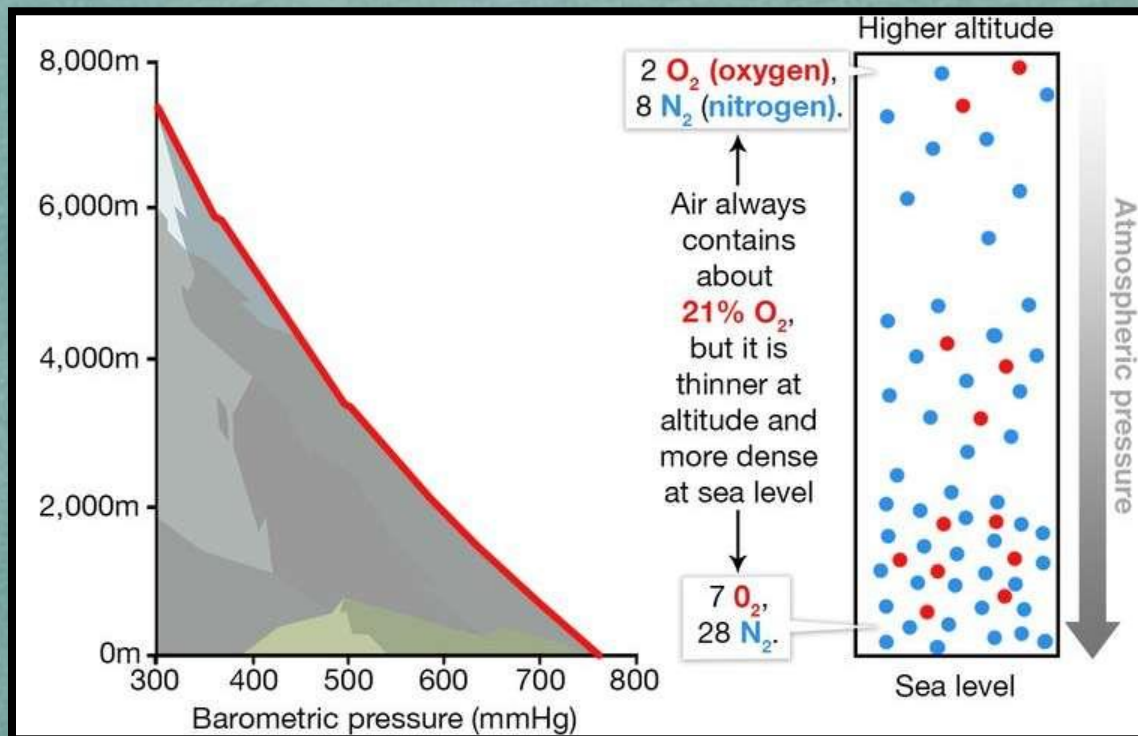 8,000m
6,000m
4,000m
2,000m
0m
300 400 500 600 700 800
Barometric pressure (mmHg)
2 O₂ (oxygen),
8 N₂ (nitrogen).
Air always
contains
about
21% O₂,
but it is
thinner at
altitude and
more dense
at sea level
7 0₂,
28 N₂.
Higher altitude
Sea level
Atmospheric pressure